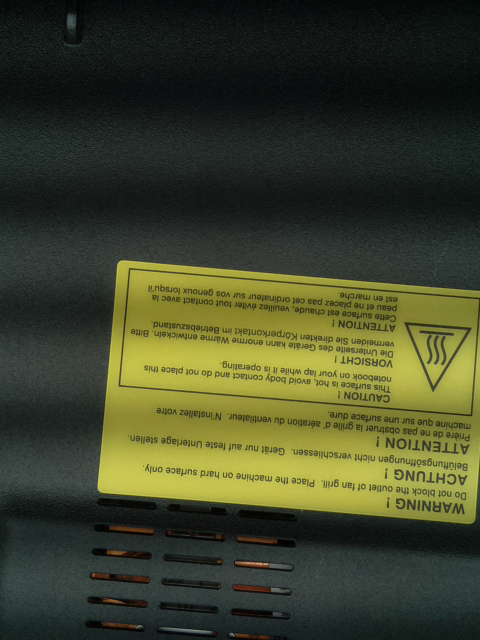 WARNING !
Do not block the outlet of fan grill. Place the machine on hard surface only.
ACHTUNG !
Belüftungsöffnungen nicht verschliessen. Gerät nur auf feste Unterlage stellen.
ATTENTION !
Prière de ne pas obstruer la grille d'aération du ventilateur. N'installez votre
machine que sur une surface dure.
CAUTION !
This surface is hot, avoid body contact and do not place this
notebook on your lap while it is operating.
VORSICHT !
Die Unterseite des Geräts kann enorme Wärme entwickeln. Bitte
vermeiden Sie direkten Körperkontakt im Betriebszustand.
ATTENTION !
Cette surface est chaude, veuillez éviter tout contact avec la
peau et ne placez pas cet ordinateur sur vos genoux lorsqu'il
est en marche.